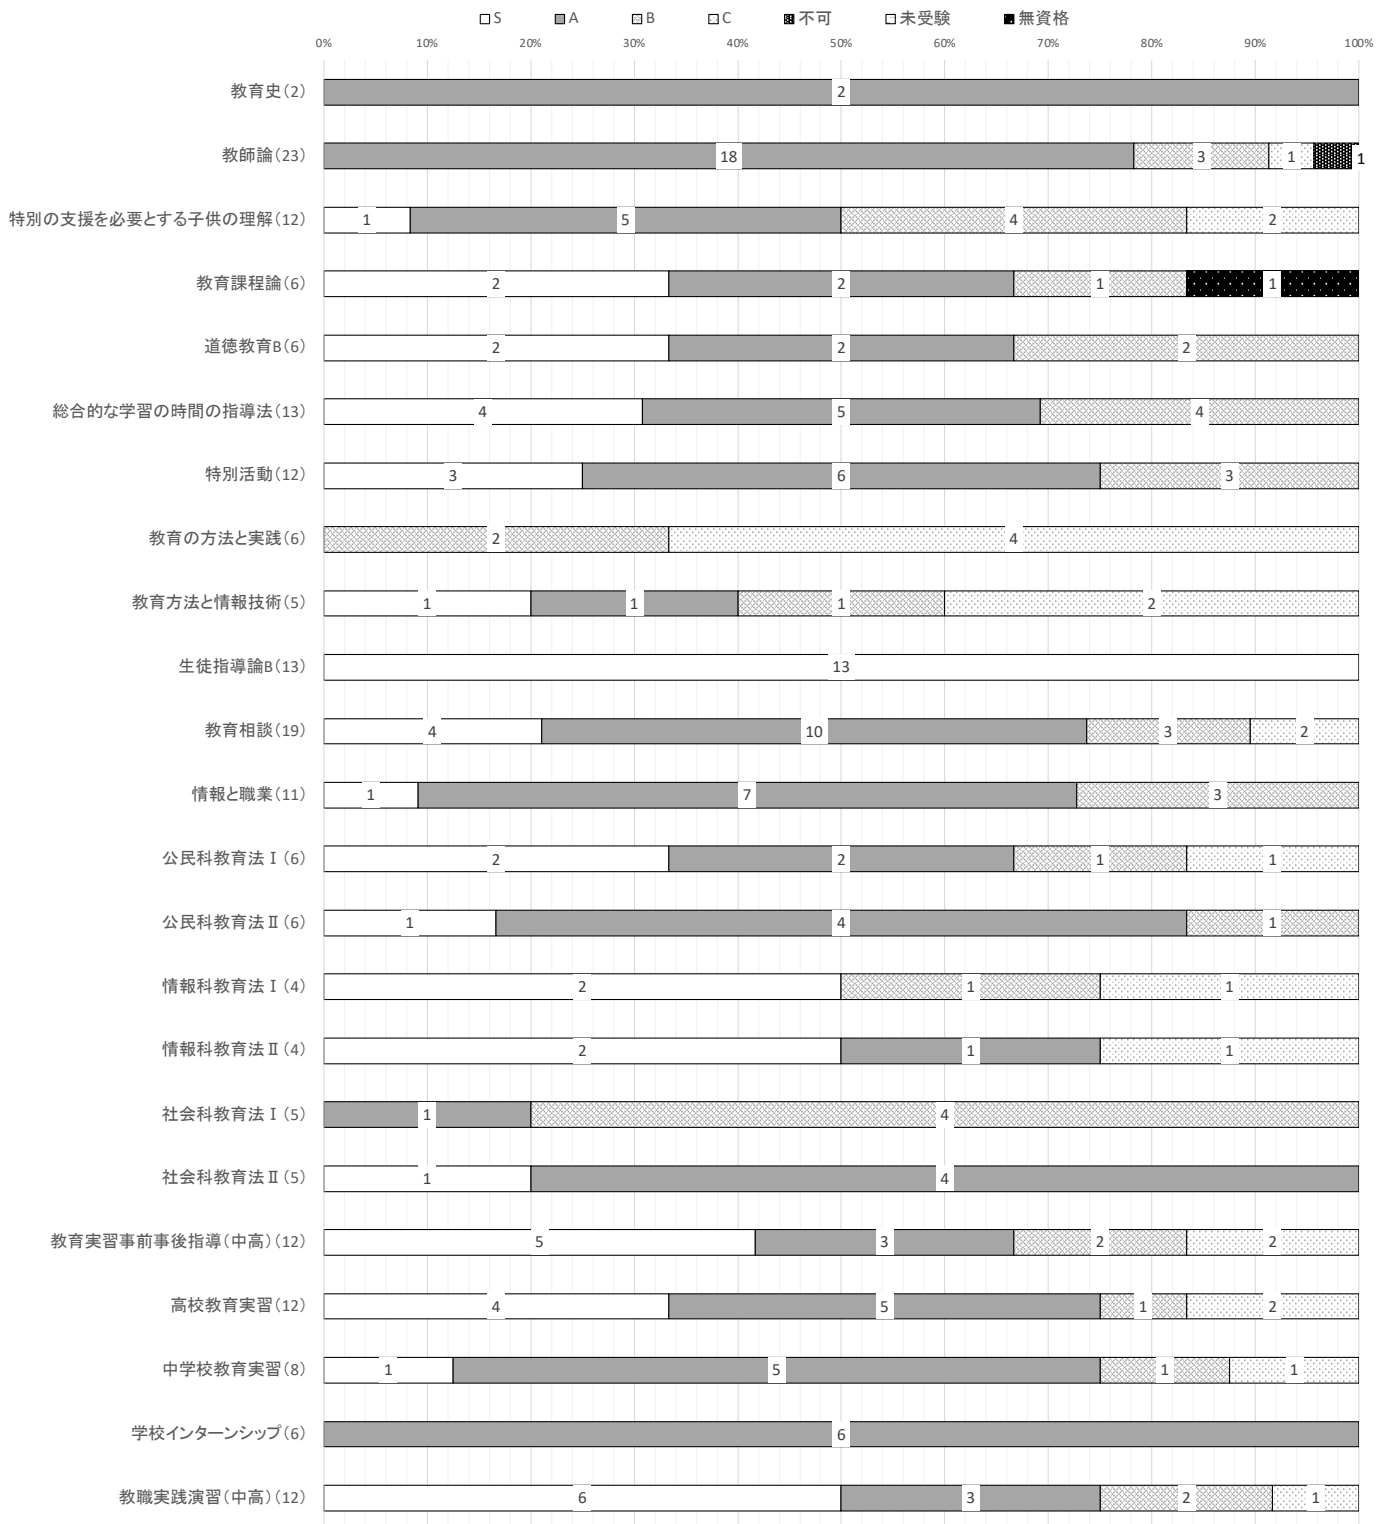 S A B C 不可 未受験 無資格
0% 10% 20% 30% 40% 50% 60% 70% 80% 90% 100%
教育史(2) 2
教師論(23) 18 3 1 1
特別の支援を必要とする子供の理解(12) 1 5 4 2
教育課程論(6) 2 2 1 1
道徳教育B(6) 2 2 2
総合的な学習の時間の指導法(13) 4 5 4
特別活動(12) 3 6 3
教育の方法と実践(6) 2 4
教育方法と情報技術(5) 1 1 1 2
生徒指導論B(13) 13
教育相談(19) 4 10 3 2
情報と職業(11) 1 7 3
公民科教育法Ⅰ(6) 2 2 1 1
公民科教育法Ⅱ(6) 1 4 1
情報科教育法Ⅰ(4) 2 1 1
情報科教育法Ⅱ(4) 2 1 1
社会科教育法Ⅰ(5) 1 4
社会科教育法Ⅱ(5) 1 4
教育実習事前事後指導(中高)(12) 5 3 2 2
高校教育実習(12) 4 5 1 2
中学校教育実習(8) 1 5 1 1
学校インターンシップ(6) 6
教職実践演習(中高)(12) 6 3 2 1